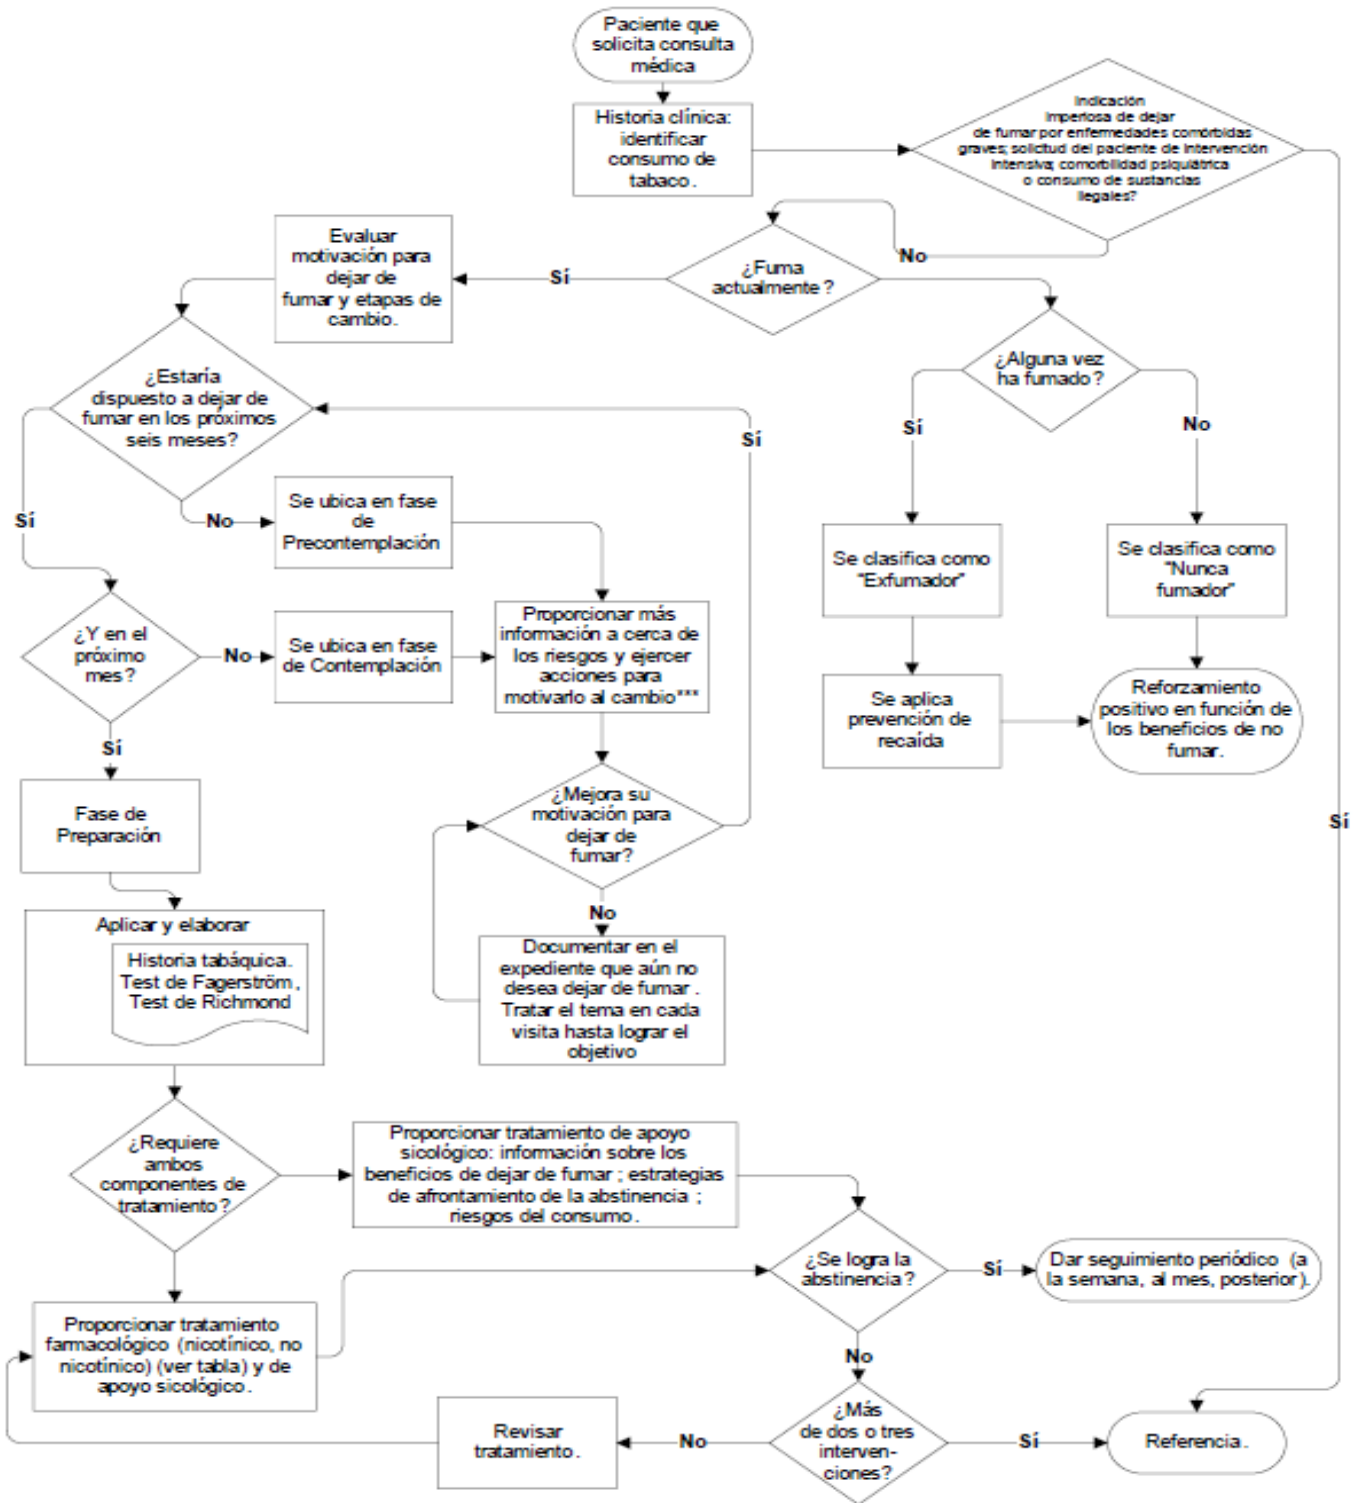 Paciente que
solicita consulta
médica
Historia clínica:
identificar
consumo de
tabaco.
Indicación
imperiosa de dejar
de fumar por enfermedades comórbidas
graves; solicitud del paciente de intervención
intensiva; comorbilidad psiquiátrica
o consumo de sustancias
ilegales?
No
Sí
¿Fuma
actualmente?
Sí
Evaluar
motivación para
dejar de
fumar y etapas de
cambio.
¿Alguna vez
ha fumado?
Sí
No
Se clasifica como
"Exfumador"
Se clasifica como
"Nunca
fumador"
Se aplica
prevención de
recaída
Reforzamiento
positivo en función de
los beneficios de no
fumar.
¿Estaría
dispuesto a dejar de
fumar en los próximos
seis meses?
Sí
No
Se ubica en fase
de
Precontemplación
¿Y en el
próximo
mes?
No
Se ubica en fase
de Contemplación
Proporcionar más
información a cerca de
los riesgos y ejercer
acciones para
motivarlo al cambio***
¿Mejora su
motivación para
dejar de
fumar?
Sí
No
Documentar en el
expediente que aún no
desea dejar de fumar.
Tratar el tema en cada
visita hasta lograr el
objetivo
Sí
Fase de
Preparación
Aplicar y elaborar
Historia tabáquica.
Test de Fagerström,
Test de Richmond
¿Requiere
ambos
componentes de
tratamiento?
Proporcionar tratamiento de apoyo
sicológico: información sobre los
beneficios de dejar de fumar; estrategias
de afrontamiento de la abstinencia;
riesgos del consumo.
Proporcionar tratamiento
farmacológico (nicotínico, no
nicotínico) (ver tabla) y de
apoyo sicológico.
¿Se logra la
abstinencia?
Sí
Dar seguimiento periódico (a
la semana, al mes, posterior).
No
¿Más
de dos o tres
interven-
ciones?
No
Revisar
tratamiento.
Sí
Referencia.